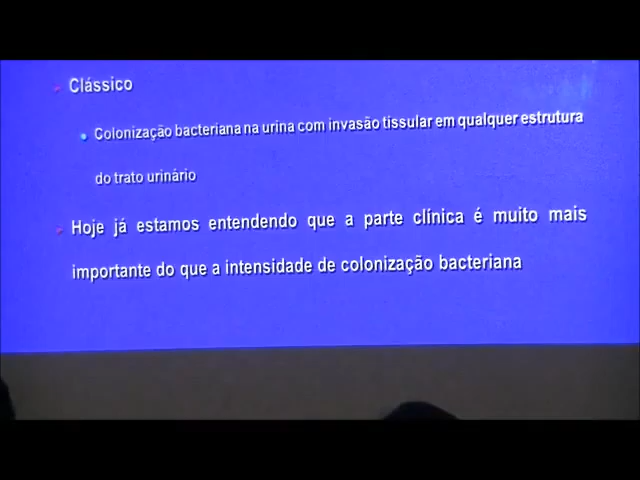 Clássico
Colonização bacteriana na urina com invasão tissular em qualquer estrutura
do trato urinário
Hoje já estamos entendendo que a parte clínica é muito mais
importante do que a intensidade de colonização bacteriana